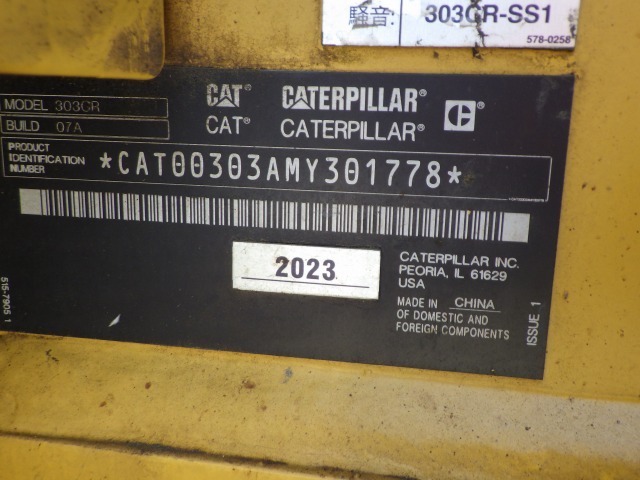 騒音: 303CR-SS1
578-0258
MODEL 303CR
BUILD 07A
CAT® CATERPILLAR®
CAT® CATERPILLAR® C®
PRODUCT
IDENTIFICATION
NUMBER
*CAT00303AMY301778*
2023
CATERPILLAR INC.
PEORIA, IL 61629
USA
MADE IN CHINA
OF DOMESTIC AND
FOREIGN COMPONENTS
ISSUE 1
515-7905 1